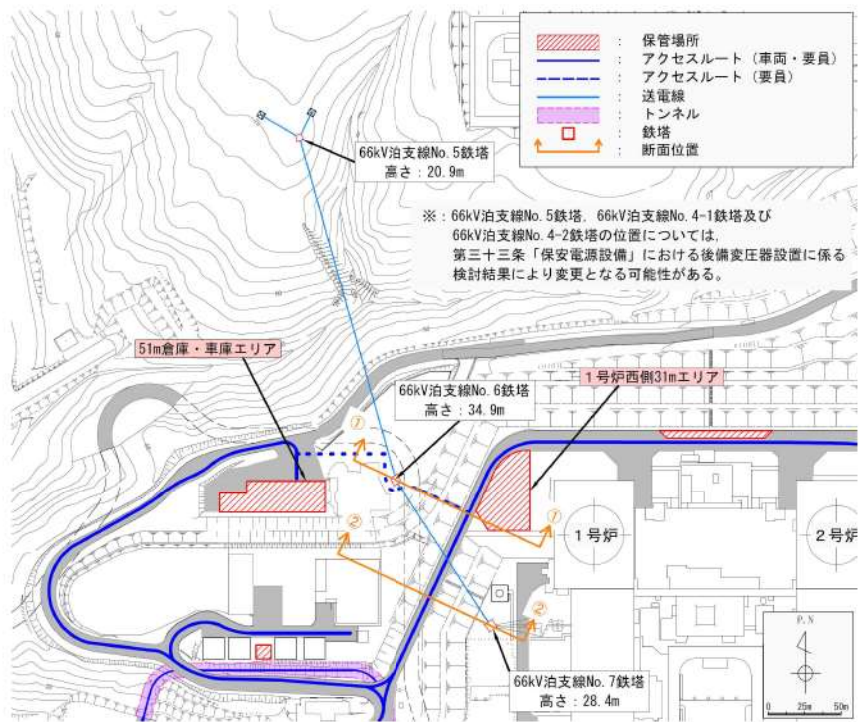 保管場所
アクセスルート（車両・要員）
アクセスルート（要員）
送電線
トンネル
鉄塔
断面位置
66kV泊支線No.5鉄塔
高さ：20.9m
※：66kV泊支線No.5鉄塔，66kV泊支線No.4-1鉄塔及び
66kV泊支線No.4-2鉄塔の位置については，
第三十三条「保安電源設備」における後備変圧器設置に係る
検討結果により変更となる可能性がある。
51m倉庫・車庫エリア
66kV泊支線No.6鉄塔
高さ：34.9m
１号炉西側31mエリア
①
①
②
②
１号炉
２号炉
66kV泊支線No.7鉄塔
高さ：28.4m
P.N
0 25m 50m